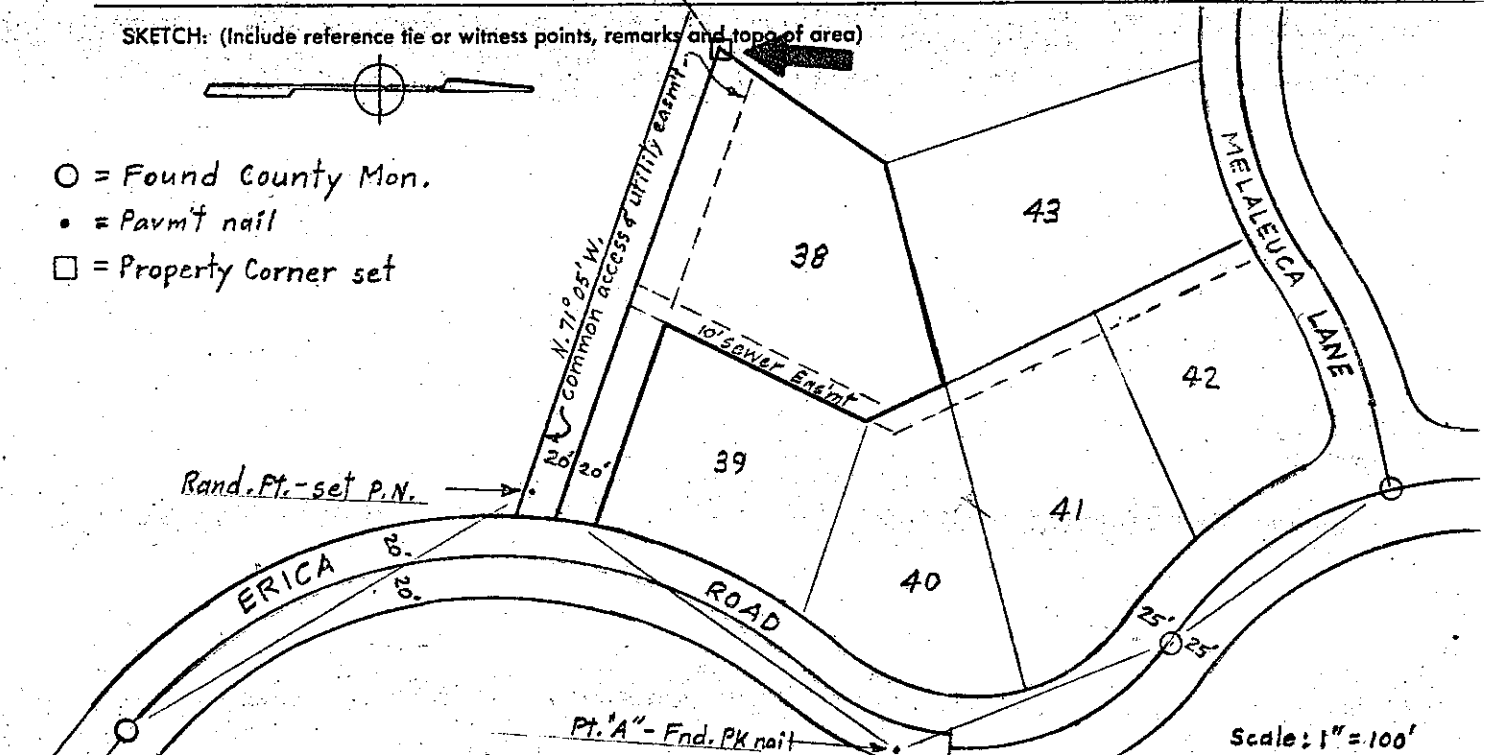 SKETCH: (Include reference tie or witness points, remarks and topo of area)
O = Found County Mon.
• = Pavm't nail
□ = Property Corner set
N. 71° 05' W.
common access & utility easm't
38
43
MELALEUCA LANE
10' sewer Eas'mt
42
39
20' 20'
Rand. Pt. - set P.N.
41
40
ERICA ROAD
20'
20'
25' 25'
Pt. "A" - Fnd. PK nail
Scale: 1" = 100'